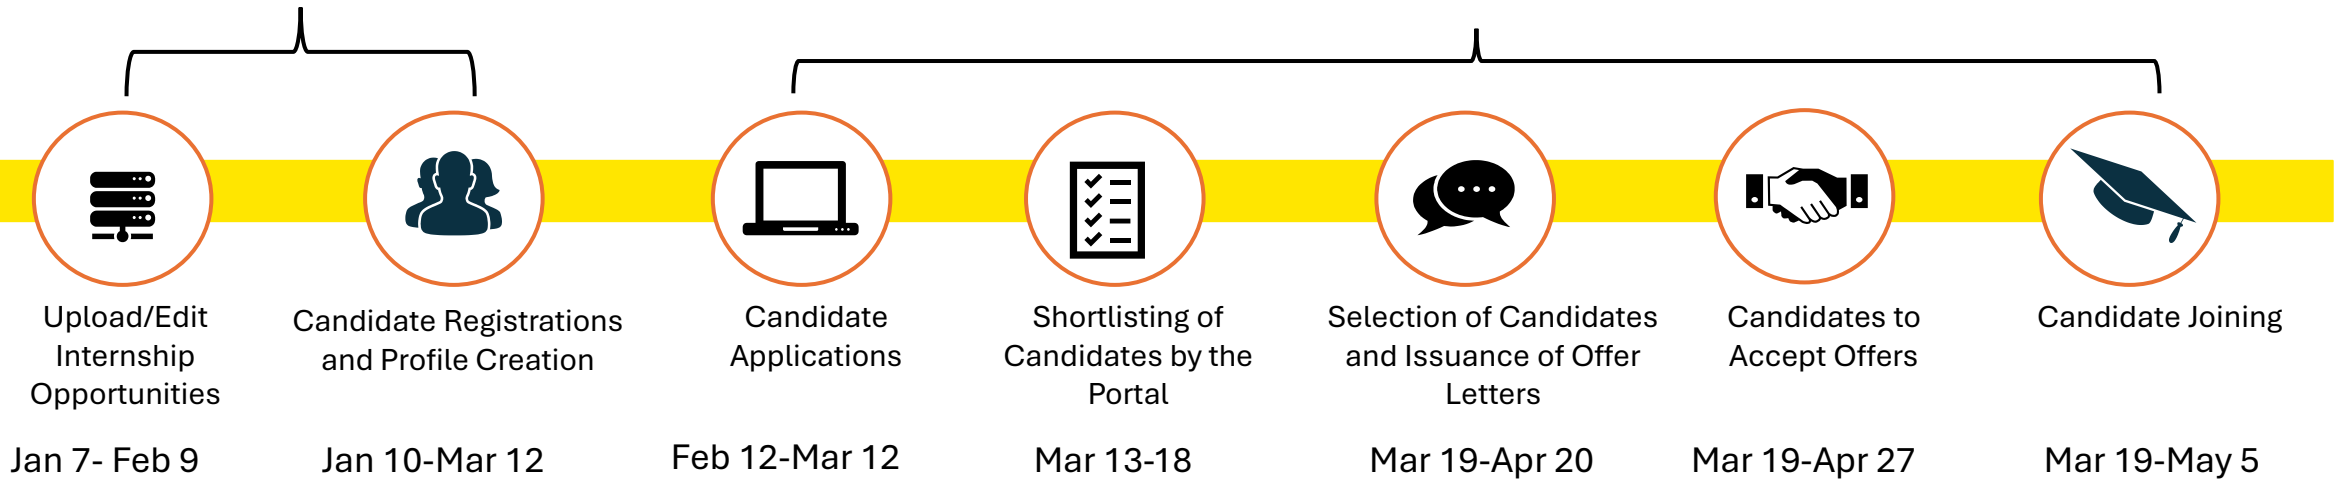 Upload/Edit
Internship
Opportunities
Jan 7- Feb 9
Candidate Registrations
and Profile Creation
Jan 10-Mar 12
Candidate
Applications
Feb 12-Mar 12
Shortlisting of
Candidates by the
Portal
Mar 13-18
Selection of Candidates
and Issuance of Offer
Letters
Mar 19-Apr 20
Candidates to
Accept Offers
Mar 19-Apr 27
Candidate Joining
Mar 19-May 5